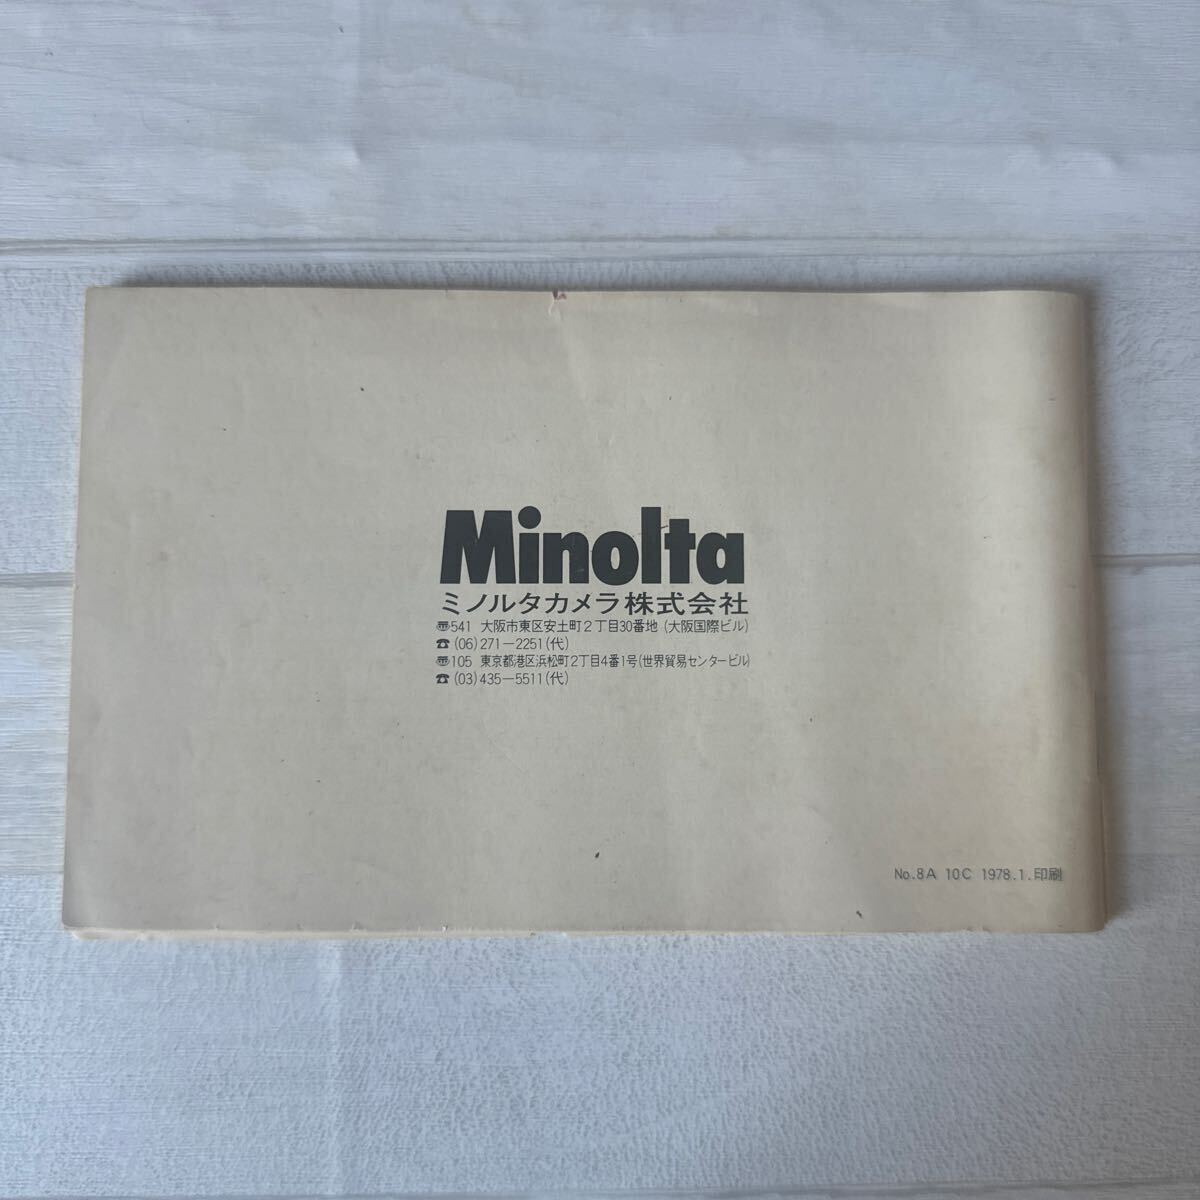 Minolta
ミノルタカメラ株式会社
〠541 大阪市東区安土町2丁目30番地 (大阪国際ビル)
☎ (06)271-2251(代)
〠105 東京都港区浜松町2丁目4番1号(世界貿易センタービル)
☎ (03)435-5511(代)
No.8A 10C 1978.1.印刷